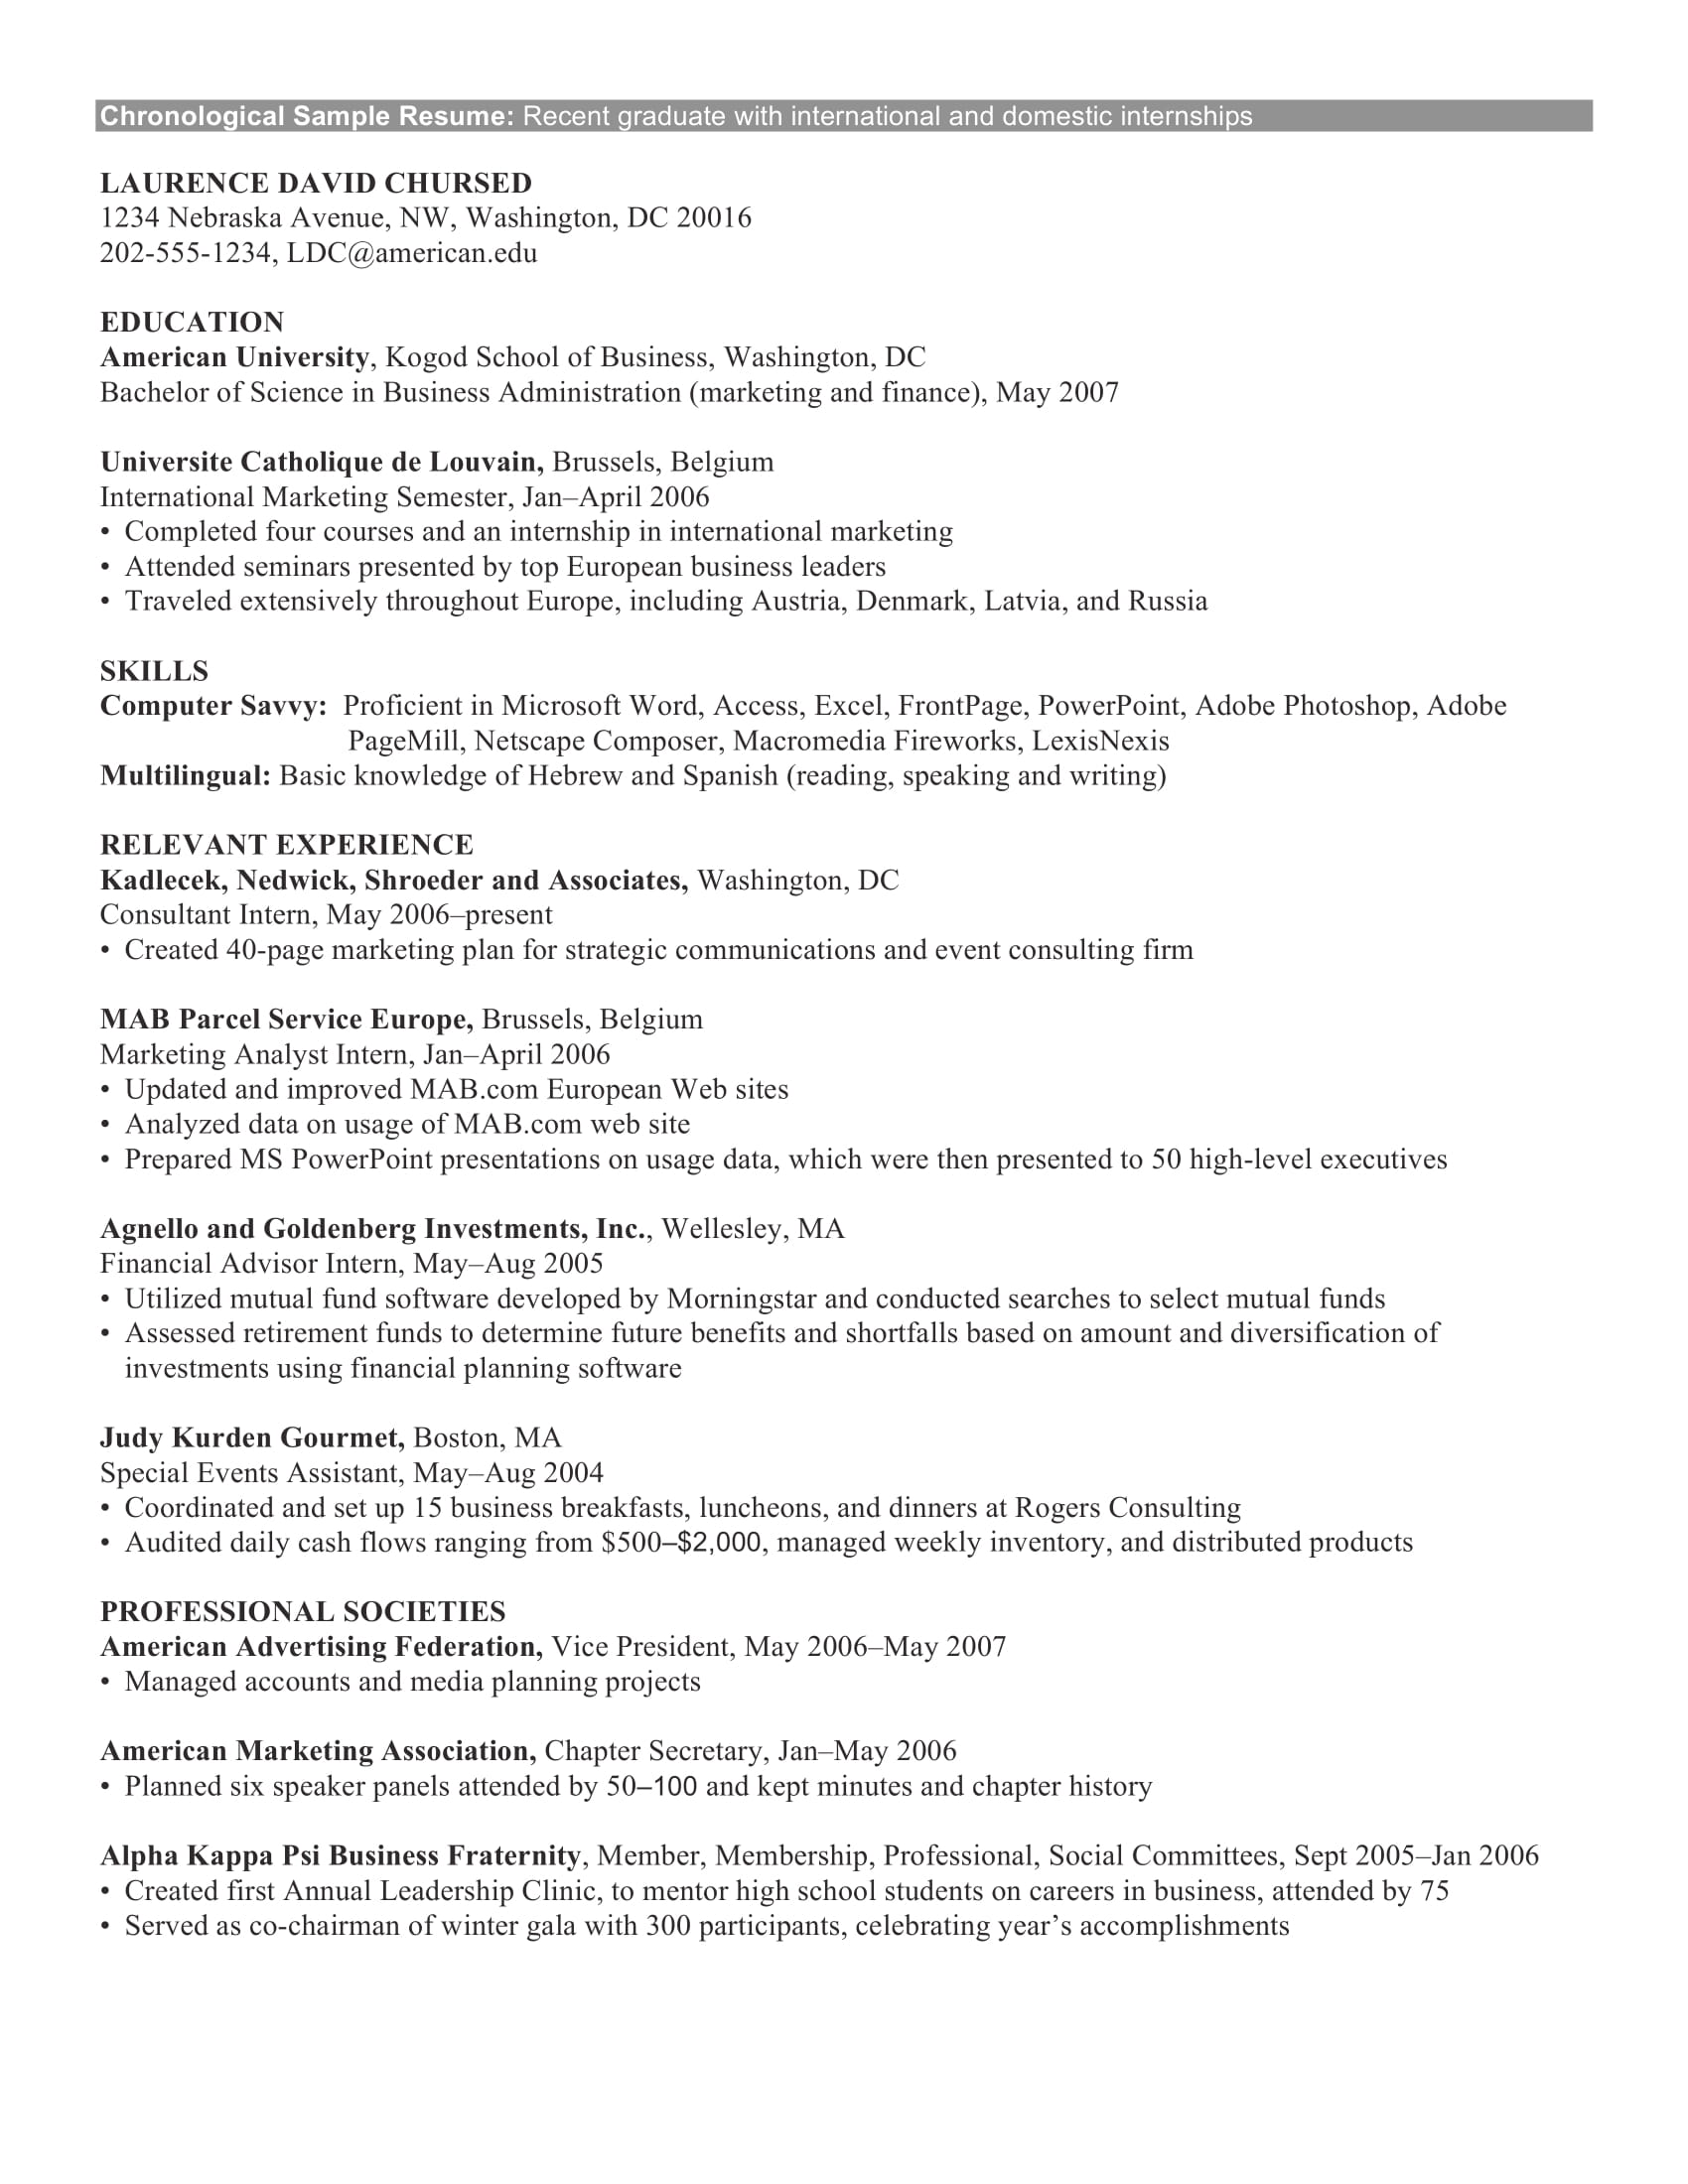 Chronological Sample Resume: Recent graduate with international and domestic internships
LAURENCE DAVID CHURSED
1234 Nebraska Avenue, NW, Washington, DC 20016
202-555-1234, LDC@american.edu
EDUCATION
American University, Kogod School of Business, Washington, DC
Bachelor of Science in Business Administration (marketing and finance), May 2007
Universite Catholique de Louvain, Brussels, Belgium
International Marketing Semester, Jan–April 2006
• Completed four courses and an internship in international marketing
• Attended seminars presented by top European business leaders
• Traveled extensively throughout Europe, including Austria, Denmark, Latvia, and Russia
SKILLS
Computer Savvy: Proficient in Microsoft Word, Access, Excel, FrontPage, PowerPoint, Adobe Photoshop, Adobe
PageMill, Netscape Composer, Macromedia Fireworks, LexisNexis
Multilingual: Basic knowledge of Hebrew and Spanish (reading, speaking and writing)
RELEVANT EXPERIENCE
Kadlecek, Nedwick, Shroeder and Associates, Washington, DC
Consultant Intern, May 2006–present
• Created 40-page marketing plan for strategic communications and event consulting firm
MAB Parcel Service Europe, Brussels, Belgium
Marketing Analyst Intern, Jan–April 2006
• Updated and improved MAB.com European Web sites
• Analyzed data on usage of MAB.com web site
• Prepared MS PowerPoint presentations on usage data, which were then presented to 50 high-level executives
Agnello and Goldenberg Investments, Inc., Wellesley, MA
Financial Advisor Intern, May–Aug 2005
• Utilized mutual fund software developed by Morningstar and conducted searches to select mutual funds
• Assessed retirement funds to determine future benefits and shortfalls based on amount and diversification of
investments using financial planning software
Judy Kurden Gourmet, Boston, MA
Special Events Assistant, May–Aug 2004
• Coordinated and set up 15 business breakfasts, luncheons, and dinners at Rogers Consulting
• Audited daily cash flows ranging from $500–$2,000, managed weekly inventory, and distributed products
PROFESSIONAL SOCIETIES
American Advertising Federation, Vice President, May 2006–May 2007
• Managed accounts and media planning projects
American Marketing Association, Chapter Secretary, Jan–May 2006
• Planned six speaker panels attended by 50–100 and kept minutes and chapter history
Alpha Kappa Psi Business Fraternity, Member, Membership, Professional, Social Committees, Sept 2005–Jan 2006
• Created first Annual Leadership Clinic, to mentor high school students on careers in business, attended by 75
• Served as co-chairman of winter gala with 300 participants, celebrating year’s accomplishments